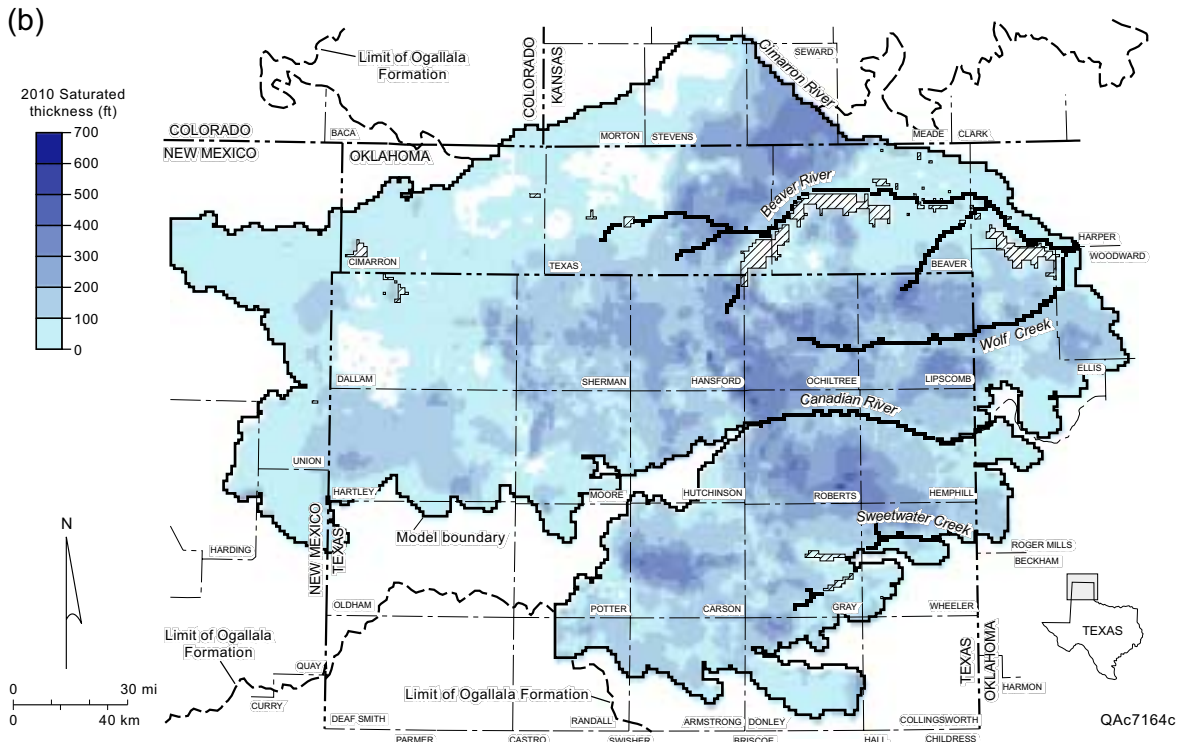 (b)
Limit of Ogallala
Formation
COLORADO
KANSAS
SEWARD
Cimarron River
2010 Saturated
thickness (ft)
700
600
500
400
300
200
100
0
COLORADO
NEW MEXICO
BACA
OKLAHOMA
MORTON
STEVENS
MEADE
CLARK
Beaver River
CIMARRON
TEXAS
BEAVER
HARPER
WOODWARD
Wolf Creek
DALLAM
SHERMAN
HANSFORD
OCHILTREE
LIPSCOMB
ELLIS
Canadian River
UNION
HARTLEY
MOORE
HUTCHINSON
ROBERTS
HEMPHILL
Sweetwater Creek
N
HARDING
NEW MEXICO
TEXAS
Model boundary
ROGER MILLS
BECKHAM
OLDHAM
POTTER
CARSON
GRAY
WHEELER
TEXAS
Limit of Ogallala
Formation
QUAY
CURRY
TEXAS
OKLAHOMA
HARMON
0 30 mi
0 40 km
Limit of Ogallala Formation
DEAF SMITH
RANDALL
ARMSTRONG
DONLEY
COLLINGSWORTH
QAc7164c
PARMER
CASTRO
SWISHER
BRISCOE
HALL
CHILDRESS